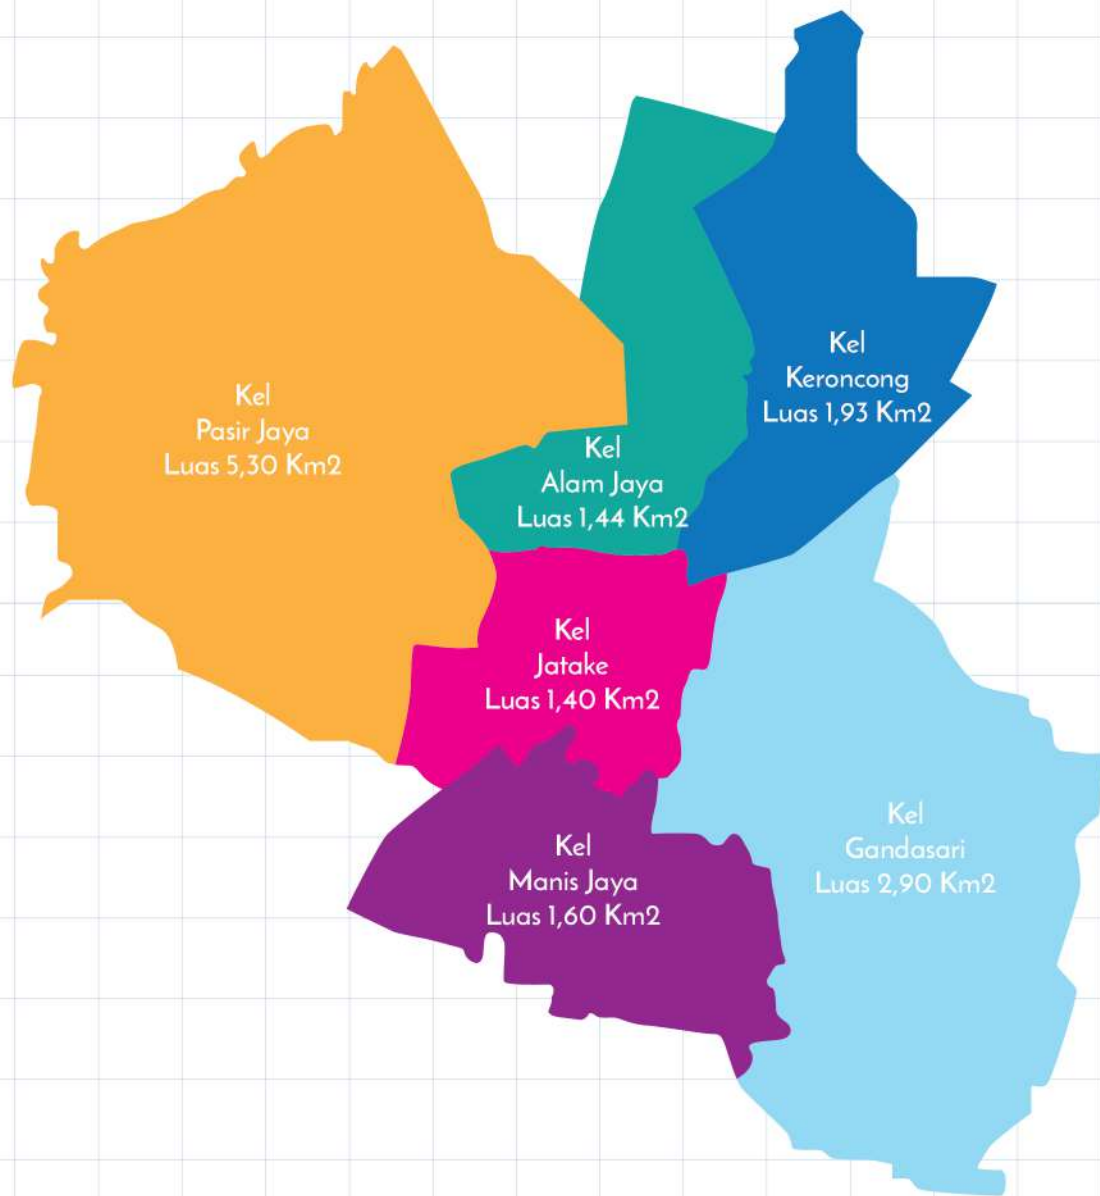 Kel
Keroncong
Luas 1,93 Km2
Kel
Pasir Jaya
Luas 5,30 Km2
Kel
Alam Jaya
Luas 1,44 Km2
Kel
Jatake
Luas 1,40 Km2
Kel
Gandasari
Luas 2,90 Km2
Kel
Manis Jaya
Luas 1,60 Km2